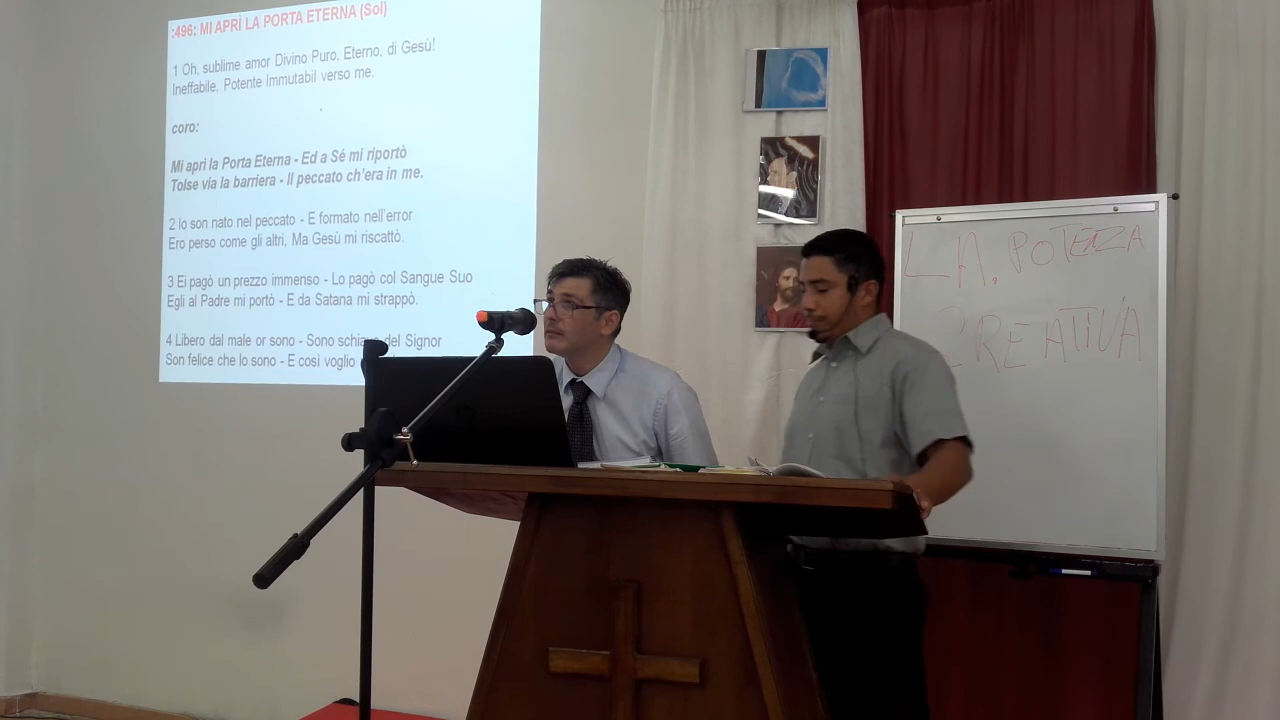 :496: MI APRÌ LA PORTA ETERNA (Sol)
1 Oh, sublime amor Divino Puro, Eterno, di Gesù!
Ineffabile, Potente Immutabil verso me.
coro:
Mi aprì la Porta Eterna - Ed a Sé mi riportò
Tolse via la barriera - Il peccato ch'era in me.
2 Io son nato nel peccato - E formato nell'error
Ero perso come gli altri, Ma Gesù mi riscattò.
3 Ei pagò un prezzo immenso - Lo pagò col Sangue Suo
Egli al Padre mi portò - E da Satana mi strappò.
4 Libero dal male or sono - Sono schiavo del Signor
Son felice che lo sono - E così voglio
LA. POTENZA
CREATIVÁ